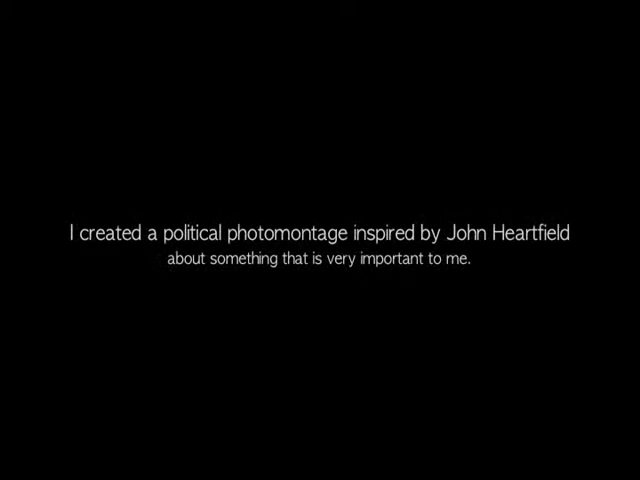 I created a political photomontage inspired by John Heartfield
about something that is very important to me.